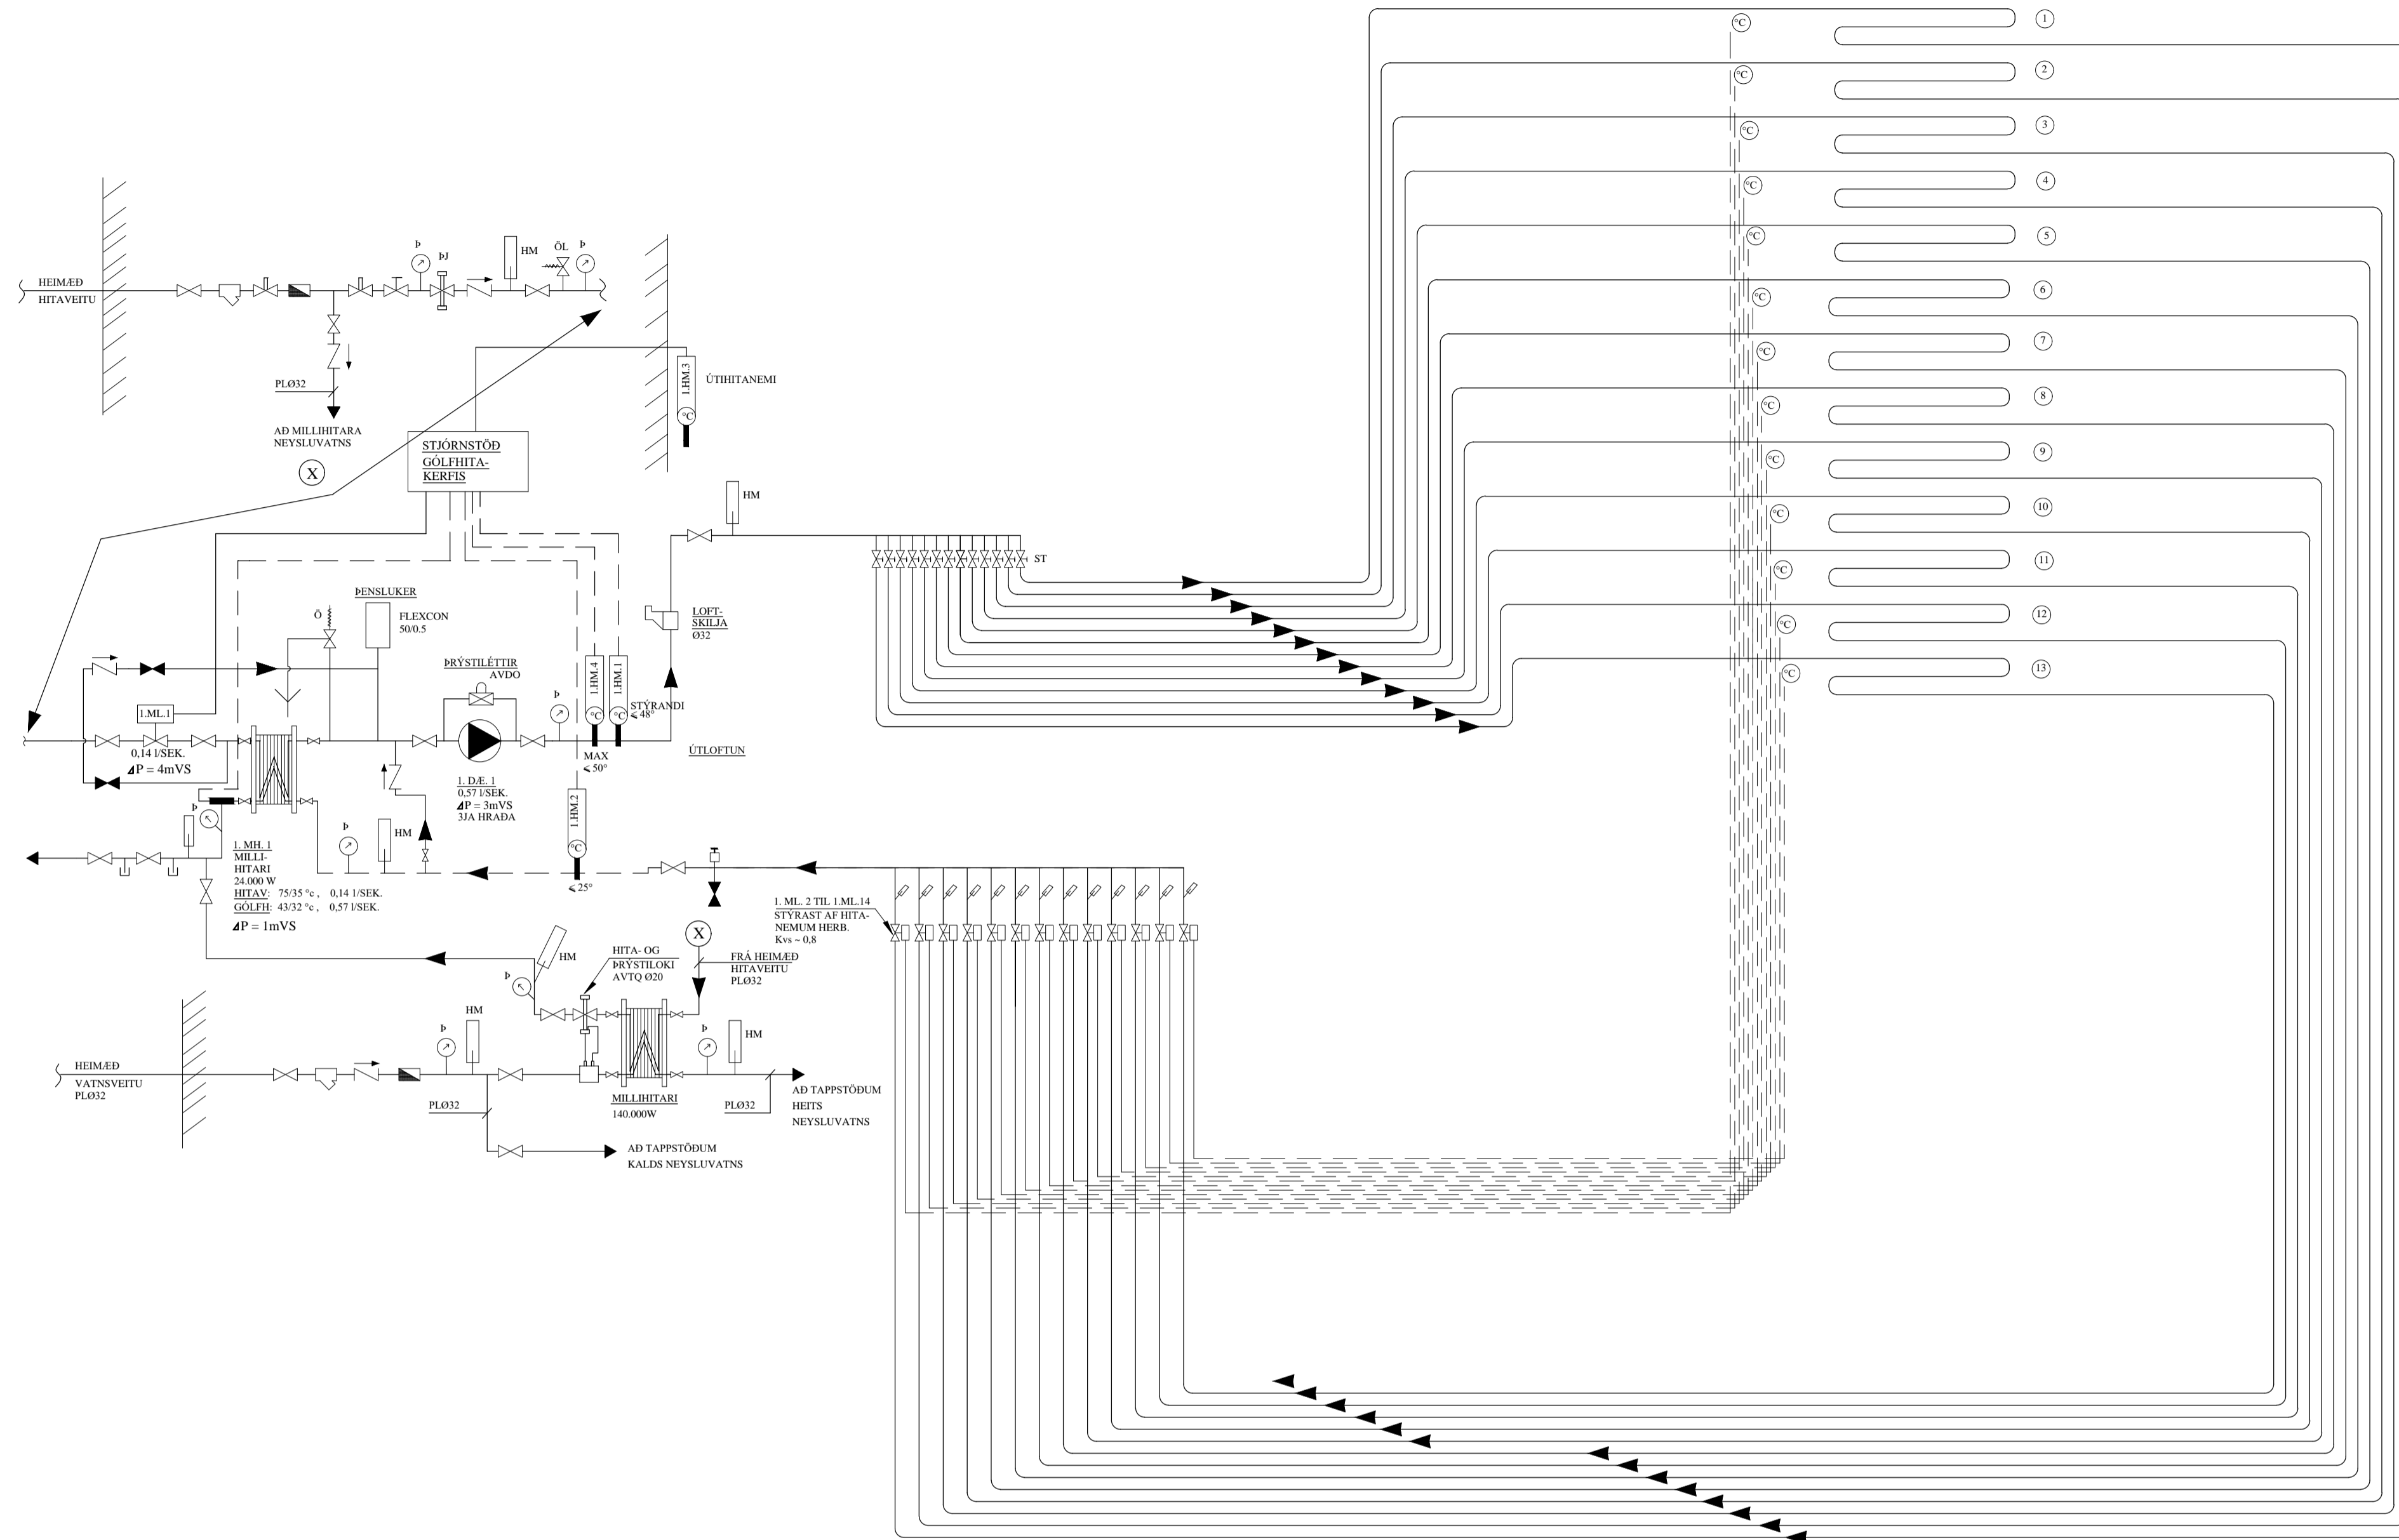 °C
1
°C
2
°C
3
°C
4
°C
5
°C
6
°C
7
°C
8
°C
9
°C
10
°C
11
°C
12
°C
13
HEIMÆÐ
HITAVEITU
Þ
ÞJ
HM
ÖL
Þ
PLØ32
AÐ MILLIHITARA
NEYSLUVATNS
X
1.HM.3
°C
ÚTIHITANEMI
STJÓRNSTÖÐ
GÓLFHITA-
KERFIS
HM
ST
ÞENSLUKER
FLEXCON
50/0.5
Ö
LOFT-
SKILJA
Ø32
ÞRÝSTILÉTTIR
AVDO
Þ
1.HM.4
°C
1.HM.1
°C
STÝRANDI
⩽ 48°
1.ML.1
0,14 l/SEK.
⊿P = 4mVS
MAX
⩽ 50°
ÚTLOFTUN
1. DÆ. 1
0,57 l/SEK.
⊿P = 3mVS
3JA HRAÐA
1.HM.2
°C
⩽ 25°
Þ
Þ
HM
1. MH. 1
MILLI-
HITARI
24.000 W
HITAV: 75/35 °c , 0,14 l/SEK.
GÓLFH: 43/32 °c , 0,57 l/SEK.
⊿P = 1mVS
1. ML. 2 TIL 1.ML.14
STÝRAST AF HITA-
NEMUM HERB.
Kvs ~ 0,8
X
FRÁ HEIMÆÐ
HITAVEITU
PLØ32
HM
Þ
HITA- OG
ÞRÝSTILOKI
AVTQ Ø20
HEIMÆÐ
VATNSVEITU
PLØ32
Þ
HM
Þ
HM
PLØ32
MILLIHITARI
140.000W
PLØ32
AÐ TAPPSTÖÐUM
HEITS
NEYSLUVATNS
AÐ TAPPSTÖÐUM
KALDS NEYSLUVATNS